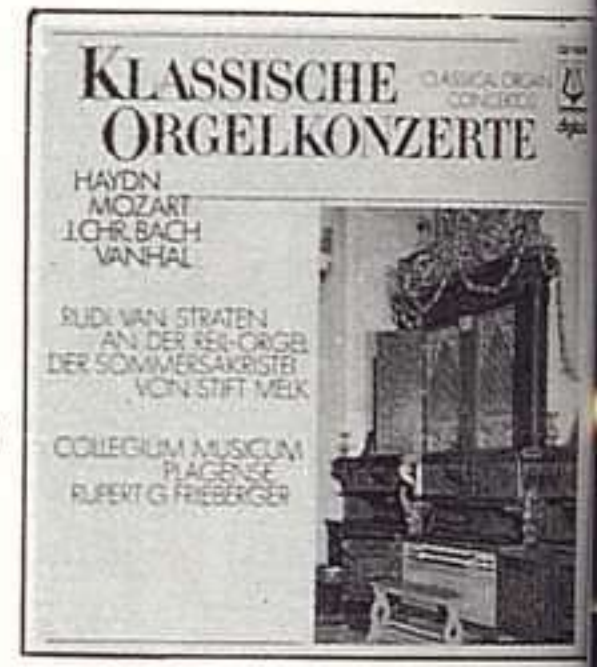 KLASSISCHE
ORGELKONZERTE
CLASSICAL ORGAN
CONCERTOS
HAYDN
MOZART
J.CHR. BACH
VANHAL
RUDI VAN STRATEN
AN DER REIL-ORGEL
DER SOMMERSAKRISTEI
VON STIFT MELK
COLLEGIUM MUSICUM
PLAGENSE
RUPERT G. FRIEBERGER